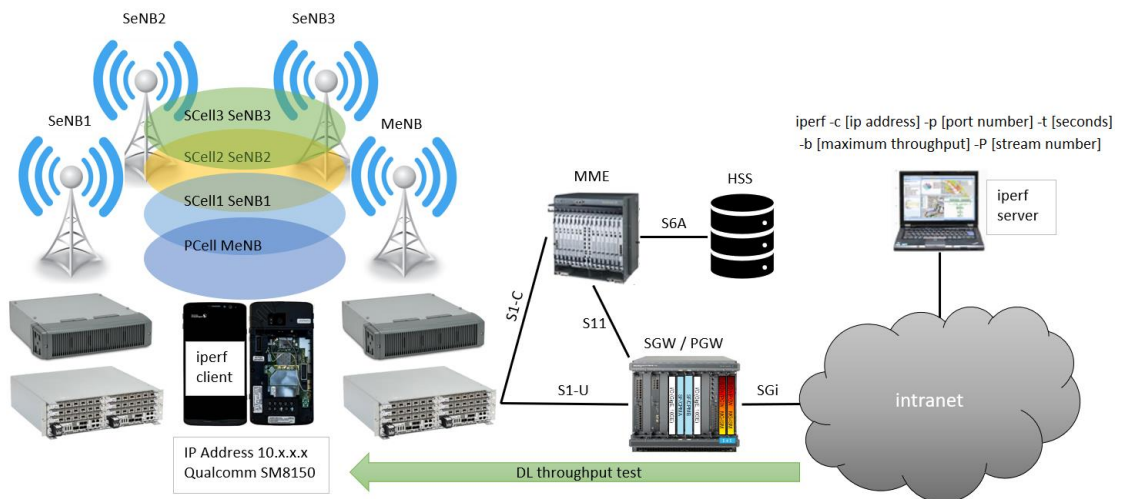 SeNB2
SeNB3
SeNB1
MeNB
SCell3 SeNB3
SCell2 SeNB2
SCell1 SeNB1
PCell MeNB
iperf -c [ip address] -p [port number] -t [seconds]
-b [maximum throughput] -P [stream number]
MME
HSS
iperf
server
S6A
S1-C
S11
SGW / PGW
iperf
client
S1-U
SGi
intranet
IP Address 10.x.x.x
Qualcomm SM8150
DL throughput test